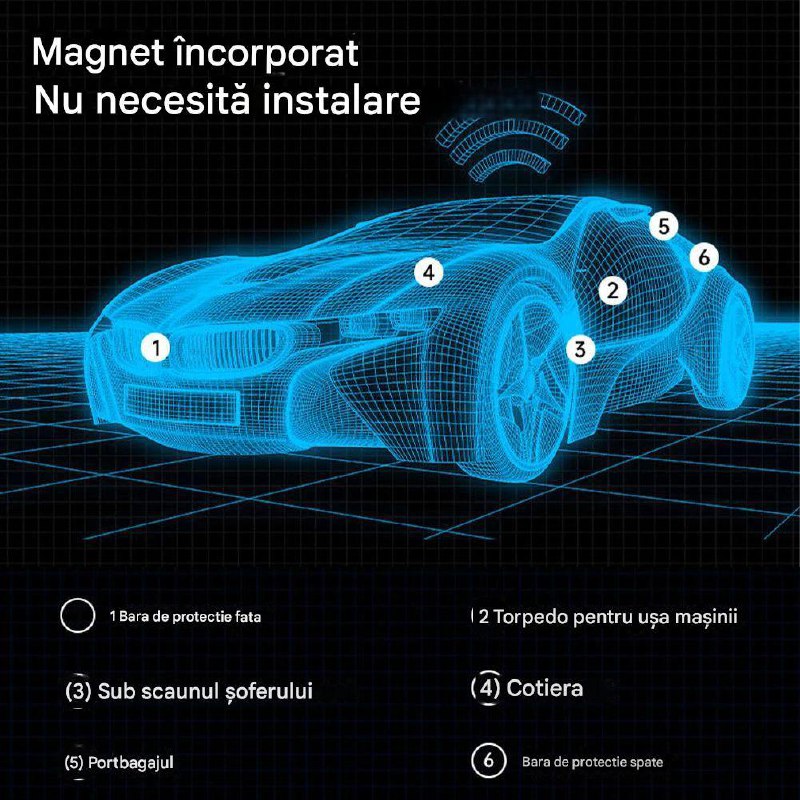 Magnet încorporat
Nu necesită instalare
5
6
4
2
1
3
1 Bara de protectie fata
2 Torpedo pentru ușa mașinii
(3) Sub scaunul șoferului
(4) Cotiera
(5) Portbagajul
6 Bara de protectie spate